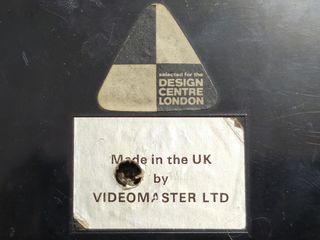 selected for the
DESIGN
CENTRE
LONDON
Made in the UK
by
VIDEOMASTER LTD